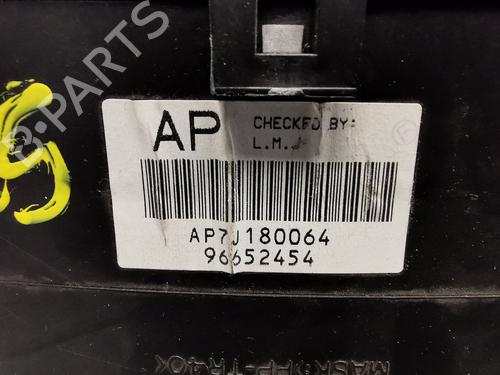 B-PARTS
AP
CHECKED BY:
L.M.
AP7J180064
96652454